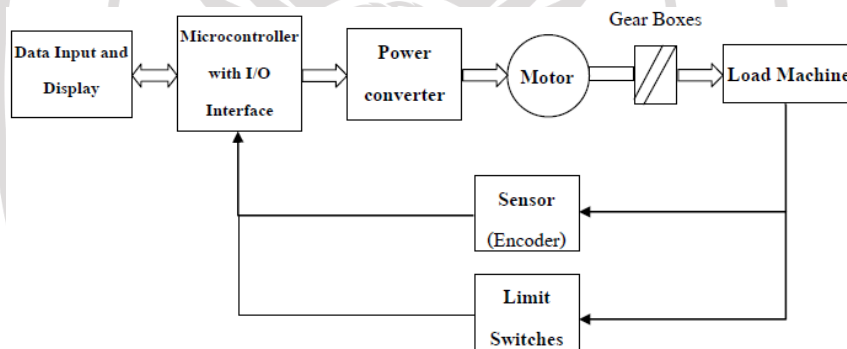 Gear Boxes
Data Input and
Display
Microcontroller
with I/O
Interface
Power
converter
Motor
Load Machine
Sensor
(Encoder)
Limit
Switches